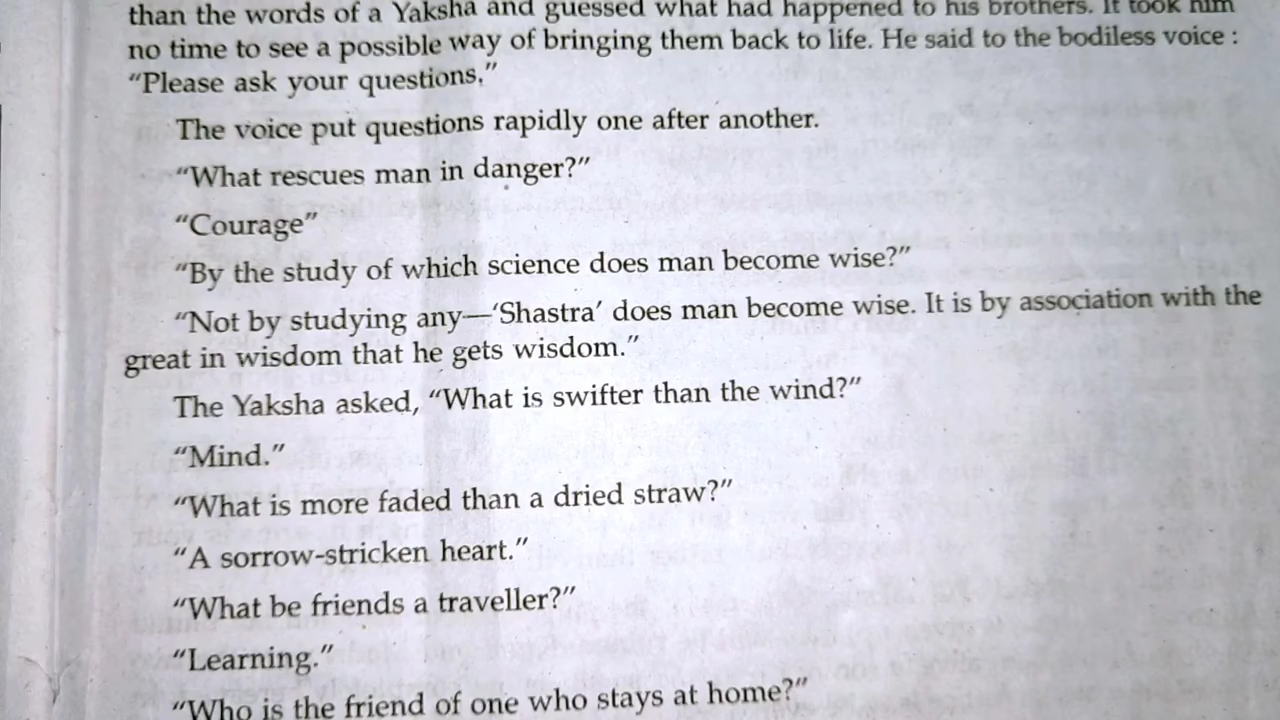 than the words of a Yaksha and guessed what had happened to his brothers. It took him
no time to see a possible way of bringing them back to life. He said to the bodiless voice :
“Please ask your questions.”
The voice put questions rapidly one after another.
“What rescues man in danger?”
“Courage”
“By the study of which science does man become wise?”
“Not by studying any—‘Shastra’ does man become wise. It is by association with the
great in wisdom that he gets wisdom.”
The Yaksha asked, “What is swifter than the wind?”
“Mind.”
“What is more faded than a dried straw?”
“A sorrow-stricken heart.”
“What be friends a traveller?”
“Learning.”
“Who is the friend of one who stays at home?”